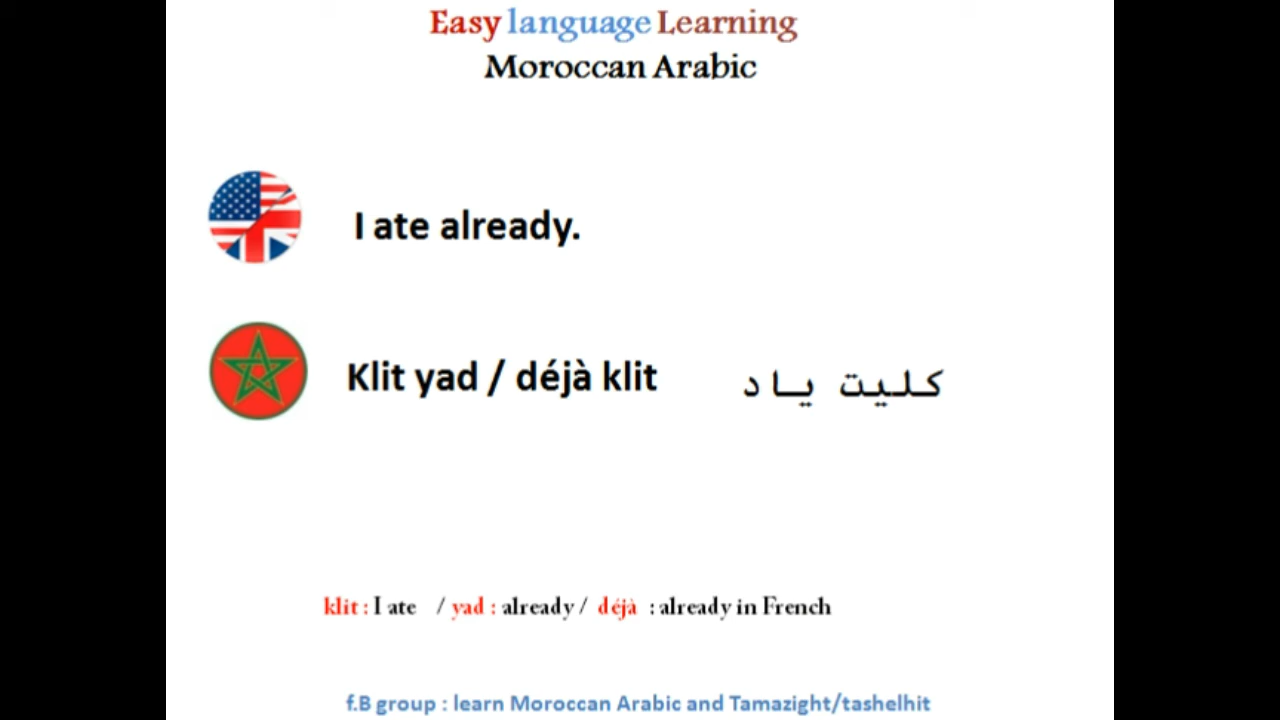 Easy language Learning
Moroccan Arabic
I ate already.
Klit yad / déjà klit كليت ياد
klit : I ate / yad : already / déjà : already in French
f.B group : learn Moroccan Arabic and Tamazight/tashelhit